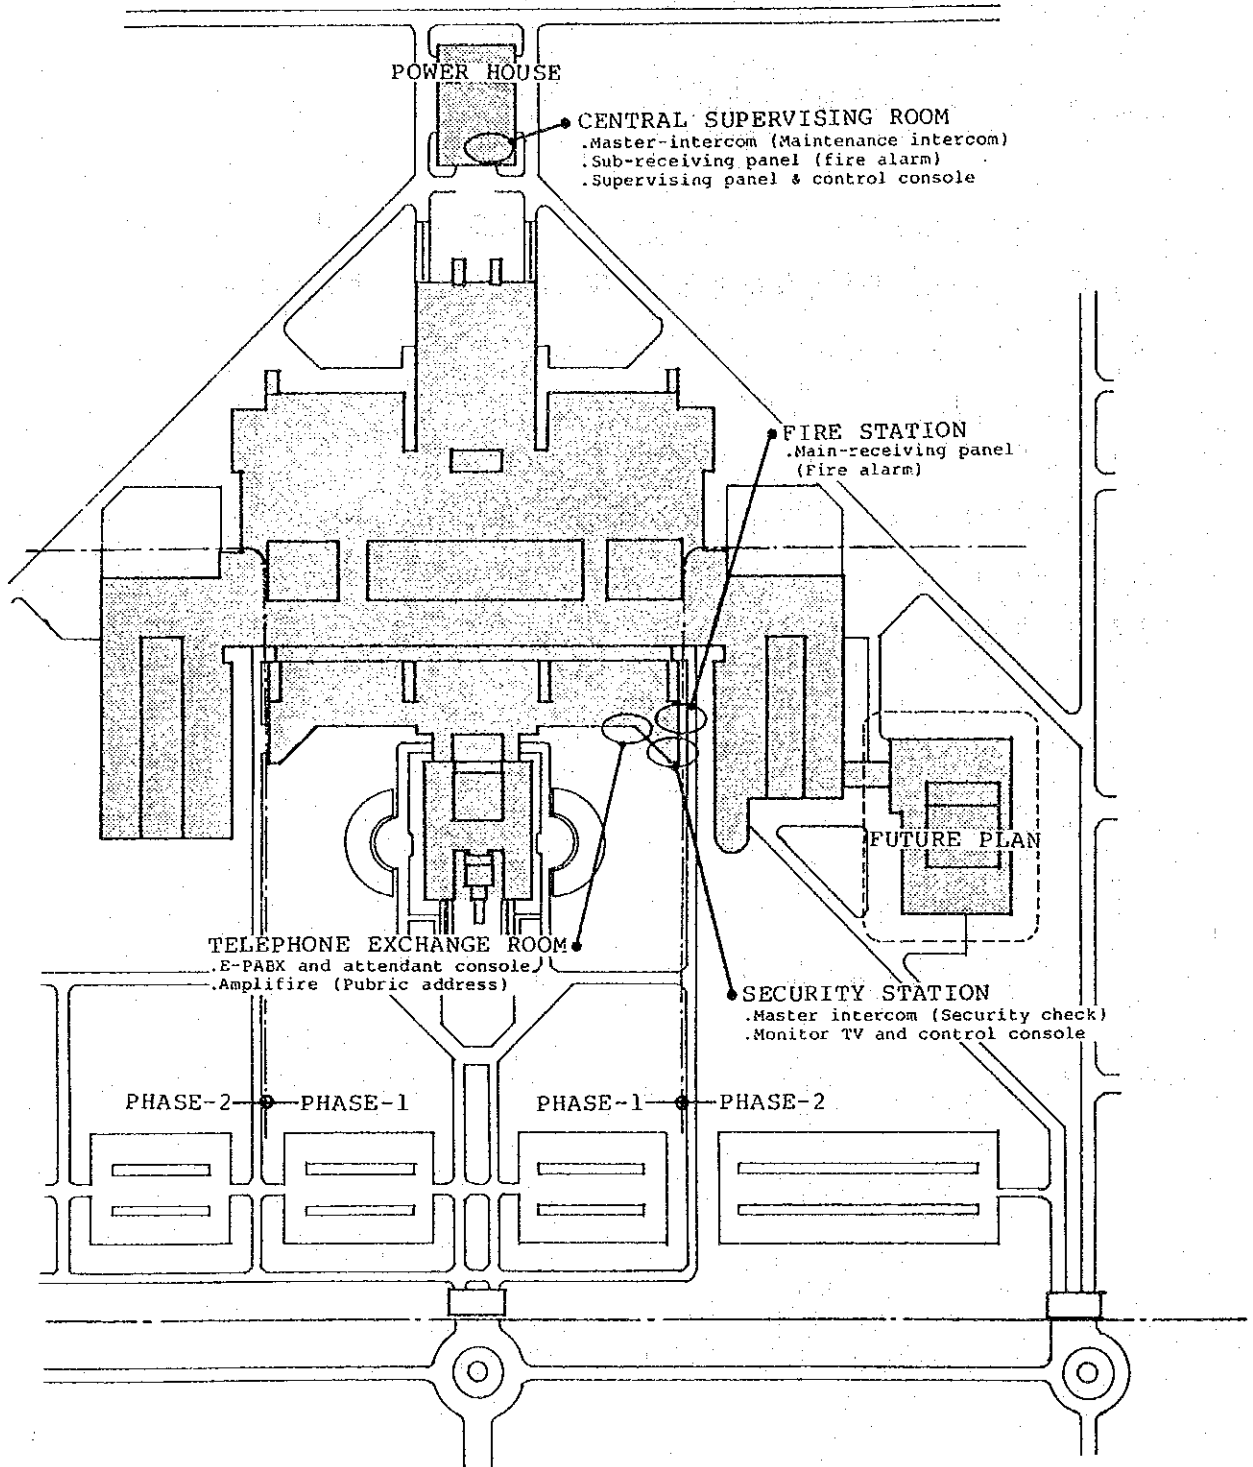 POWER HOUSE
CENTRAL SUPERVISING ROOM
.Master-intercom (Maintenance intercom)
.Sub-receiving panel (fire alarm)
.Supervising panel & control console
FIRE STATION
.Main-receiving panel
(Fire alarm)
FUTURE PLAN
TELEPHONE EXCHANGE ROOM
.E-PABX and attendant console
.Amplifire (Pubric address)
SECURITY STATION
.Master intercom (Security check)
.Monitor TV and control console
PHASE-2 PHASE-1 PHASE-1 PHASE-2